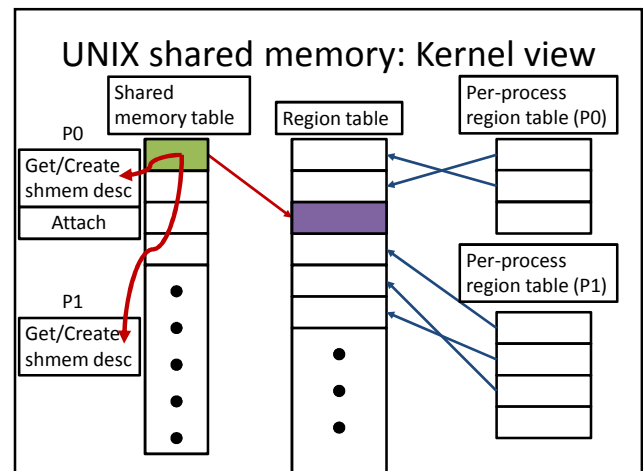 UNIX shared memory: Kernel view
Shared
memory table
Region table
Per-process
region table (P0)
P0
Get/Create
shmem desc
Attach
Per-process
region table (P1)
P1
Get/Create
shmem desc